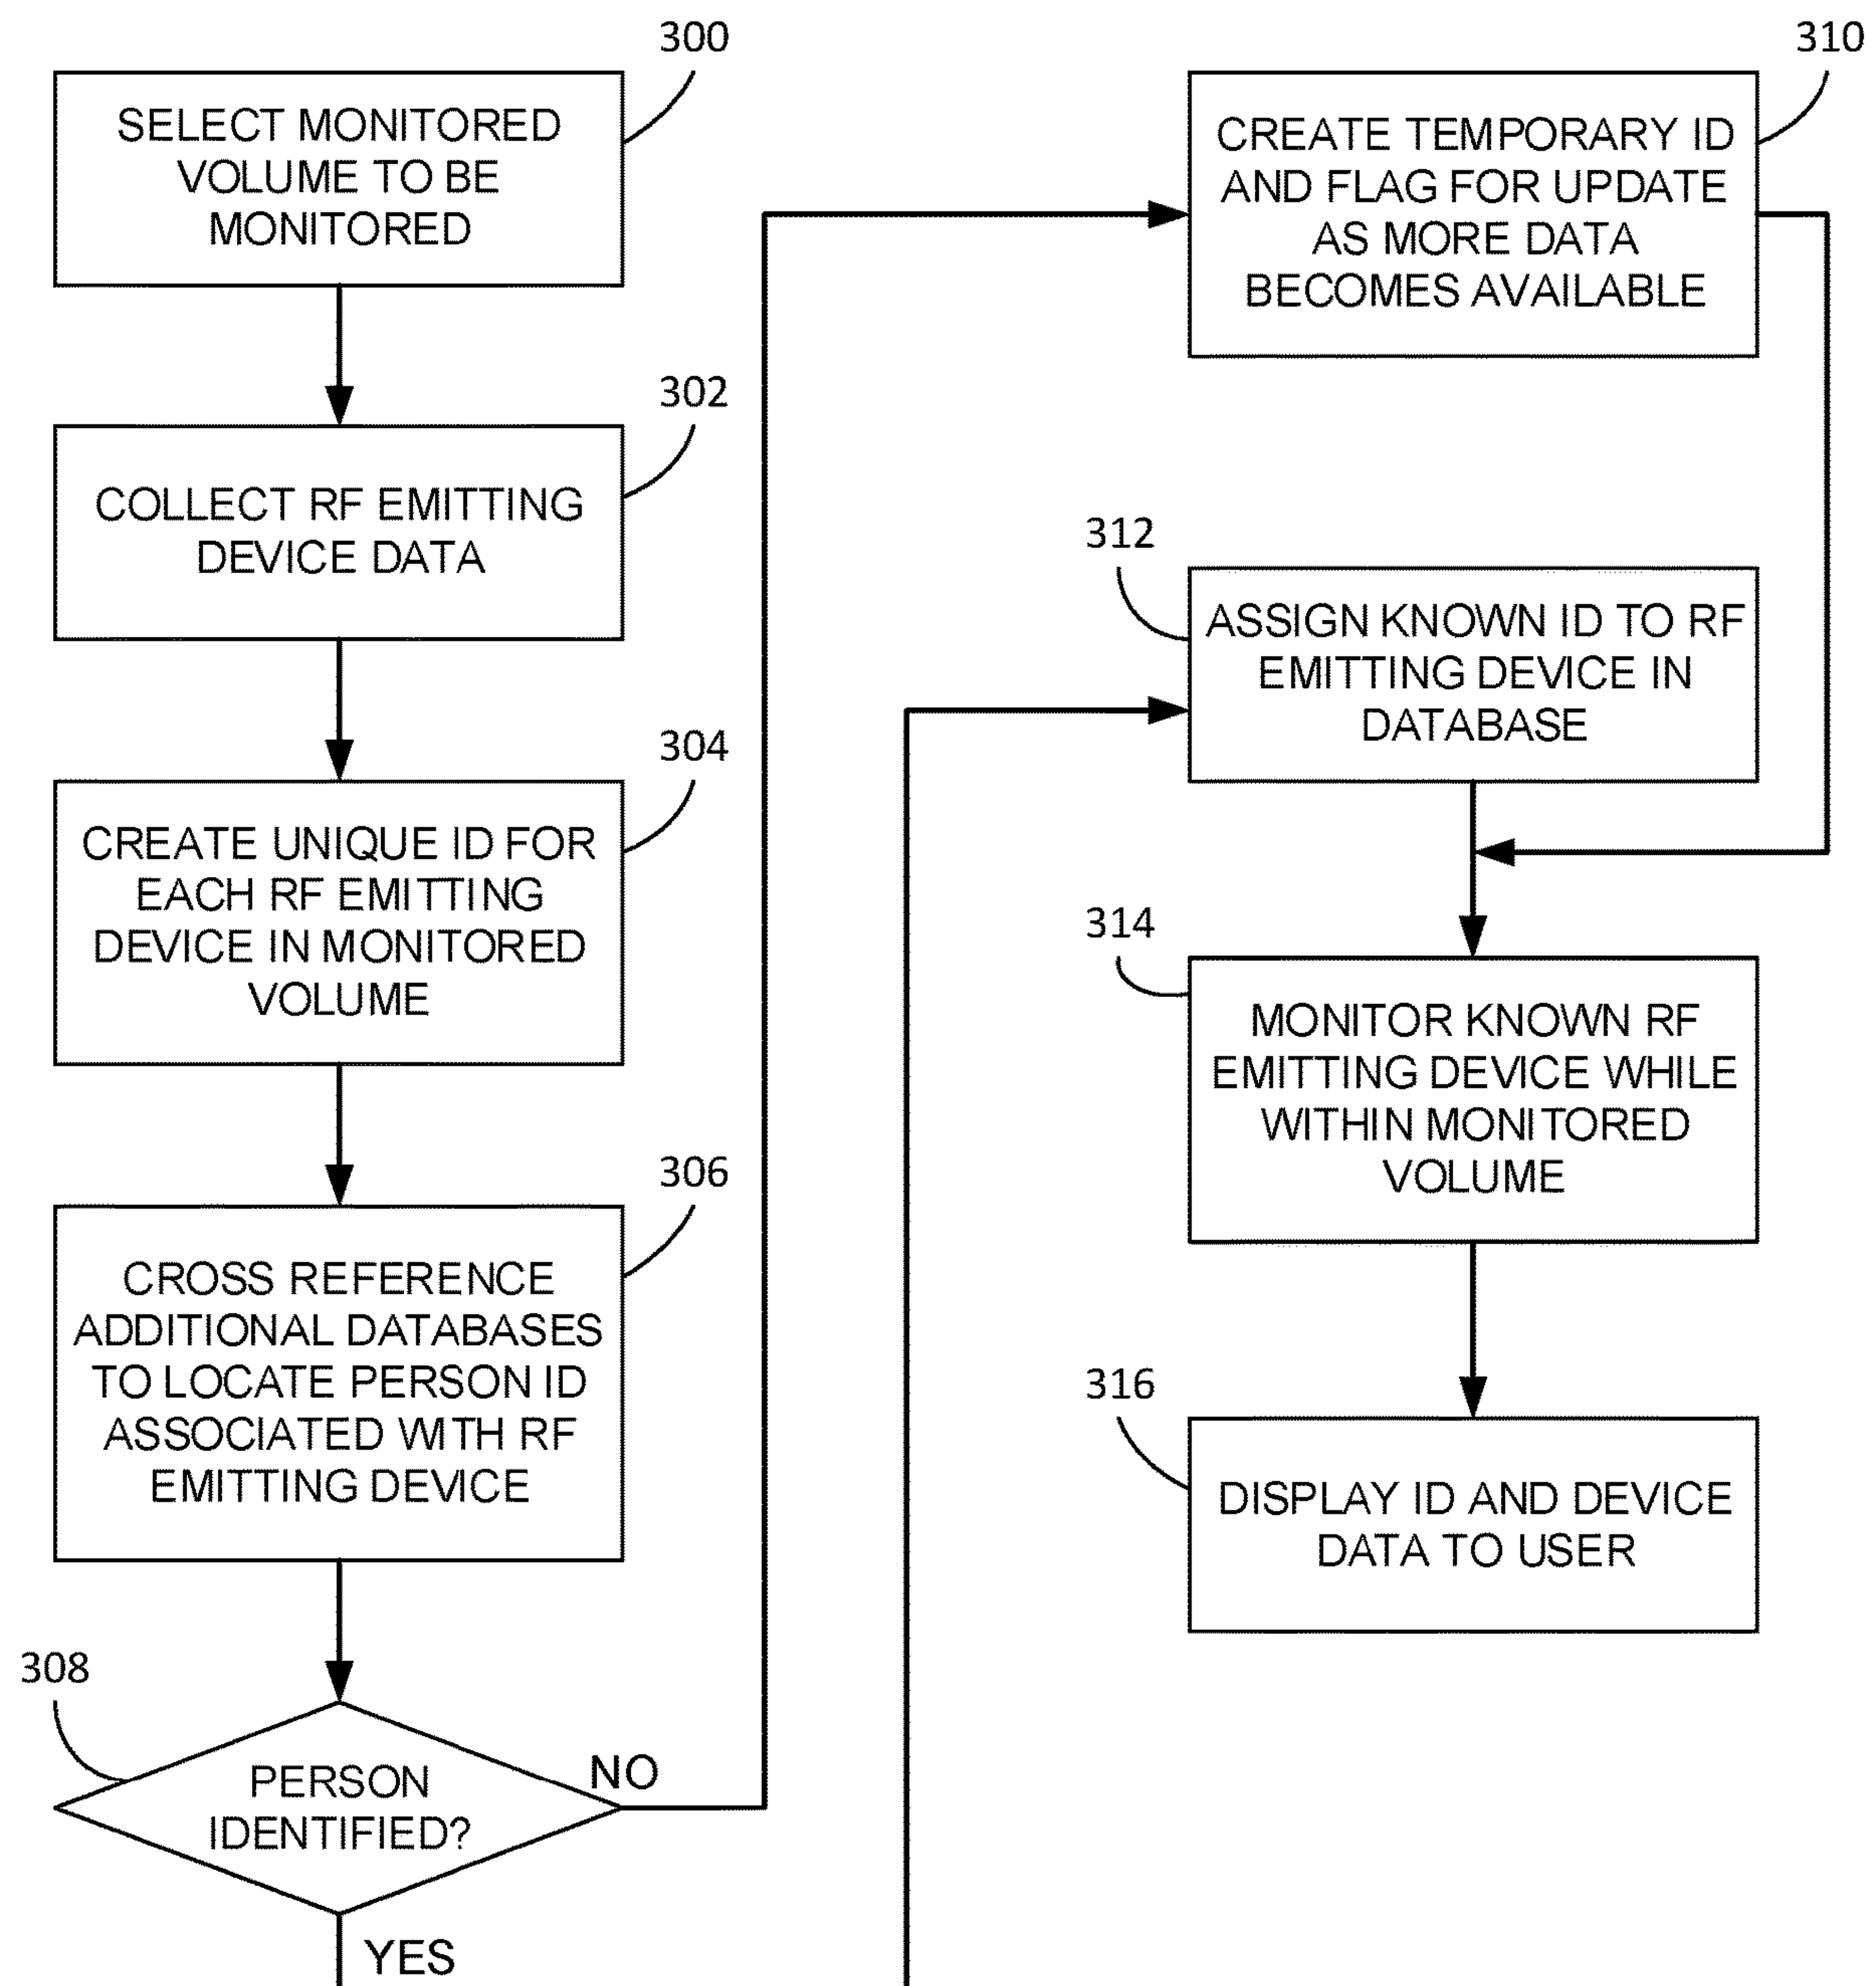 300
SELECT MONITORED
VOLUME TO BE
MONITORED
302
COLLECT RF EMITTING
DEVICE DATA
304
CREATE UNIQUE ID FOR
EACH RF EMITTING
DEVICE IN MONITORED
VOLUME
306
CROSS REFERENCE
ADDITIONAL DATABASES
TO LOCATE PERSON ID
ASSOCIATED WITH RF
EMITTING DEVICE
308
PERSON
IDENTIFIED?
NO
YES
310
CREATE TEMPORARY ID
AND FLAG FOR UPDATE
AS MORE DATA
BECOMES AVAILABLE
312
ASSIGN KNOWN ID TO RF
EMITTING DEVICE IN
DATABASE
314
MONITOR KNOWN RF
EMITTING DEVICE WHILE
WITHIN MONITORED
VOLUME
316
DISPLAY ID AND DEVICE
DATA TO USER